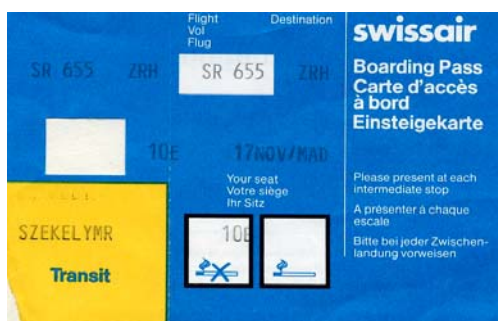 Flight
Vol
Flug
Destination
swissair
SR 655 ZRH
SR 655 ZRH
Boarding Pass
Carte d'accès
à bord
Einsteigekarte
10E
17NOV/MAD
Your seat
Votre siège
Ihr Sitz
Please present at each
intermediate stop
A présenter à chaque
escale
Bitte bei jeder Zwischen-
landung vorweisen
SZEKELYMR
10E
Transit